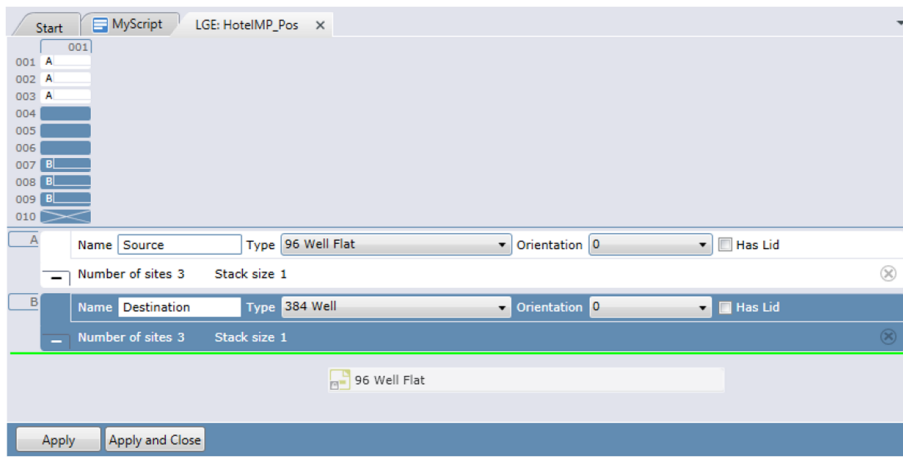 Start MyScript LGE: HotelMP_Pos X
001
001 A
002 A
003 A
004
005
006
007 B
008 B
009 B
010
A Name Source Type 96 Well Flat Orientation 0 Has Lid
Number of sites 3 Stack size 1
B Name Destination Type 384 Well Orientation 0 Has Lid
Number of sites 3 Stack size 1
96 Well Flat
Apply Apply and Close